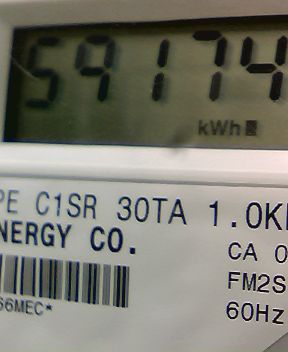 59174
kWh
PE C1SR 30TA 1.0K
NERGY CO.
CA 0
FM2S
66MEC*
60Hz